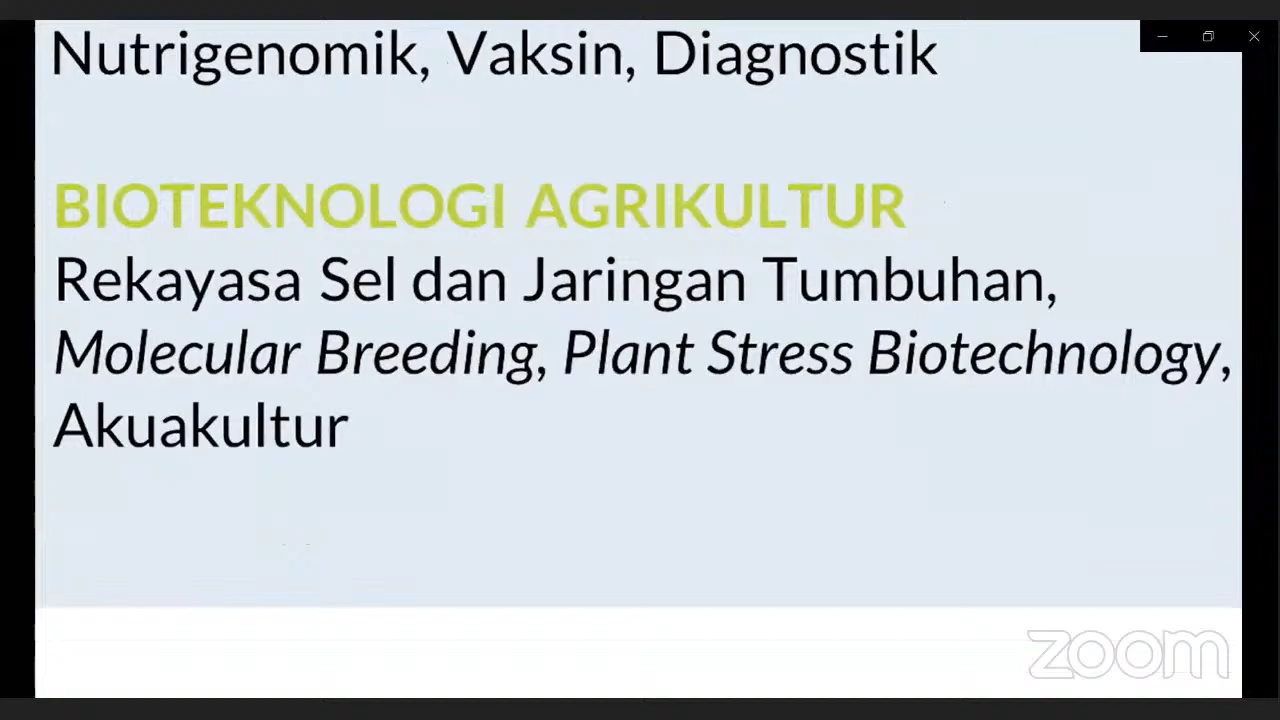 Nutrigenomik, Vaksin, Diagnostik
BIOTEKNOLOGI AGRIKULTUR
Rekayasa Sel dan Jaringan Tumbuhan,
Molecular Breeding, Plant Stress Biotechnology,
Akuakultur
zoom